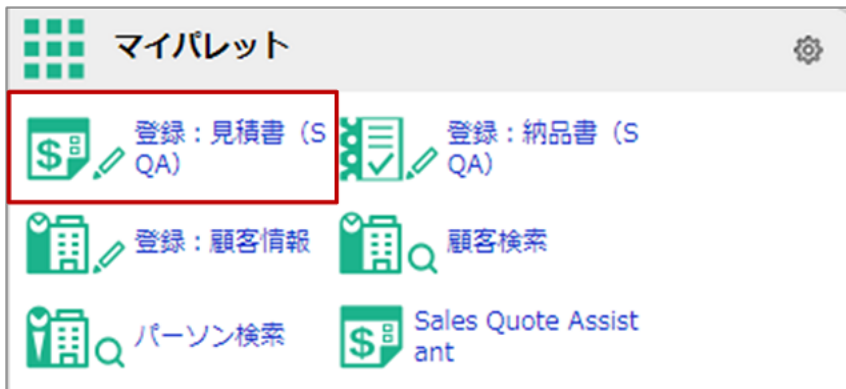 マイパレット
登録：見積書（S
QA）
登録：納品書（S
QA）
登録：顧客情報
顧客検索
パーソン検索
Sales Quote Assist
ant